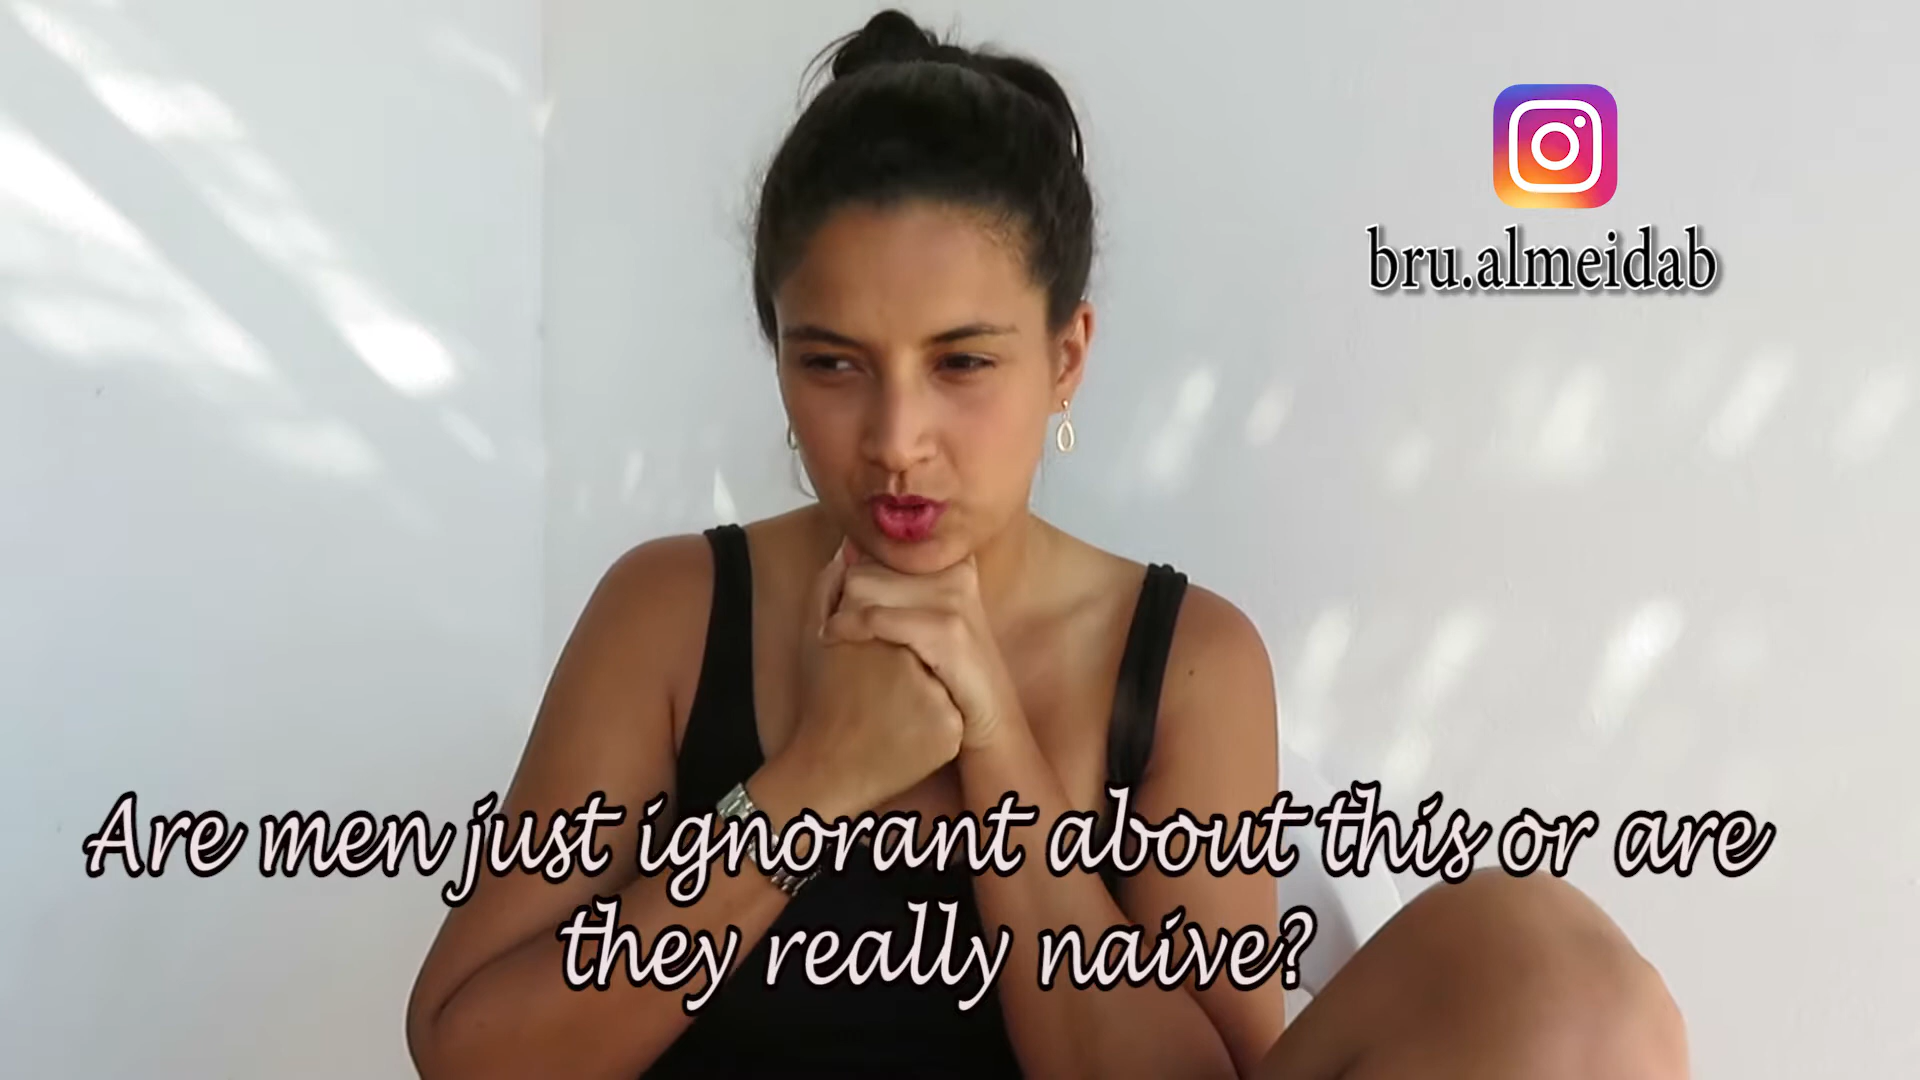 bru.almeidab
Are men just ignorant about this or are
they really naive?